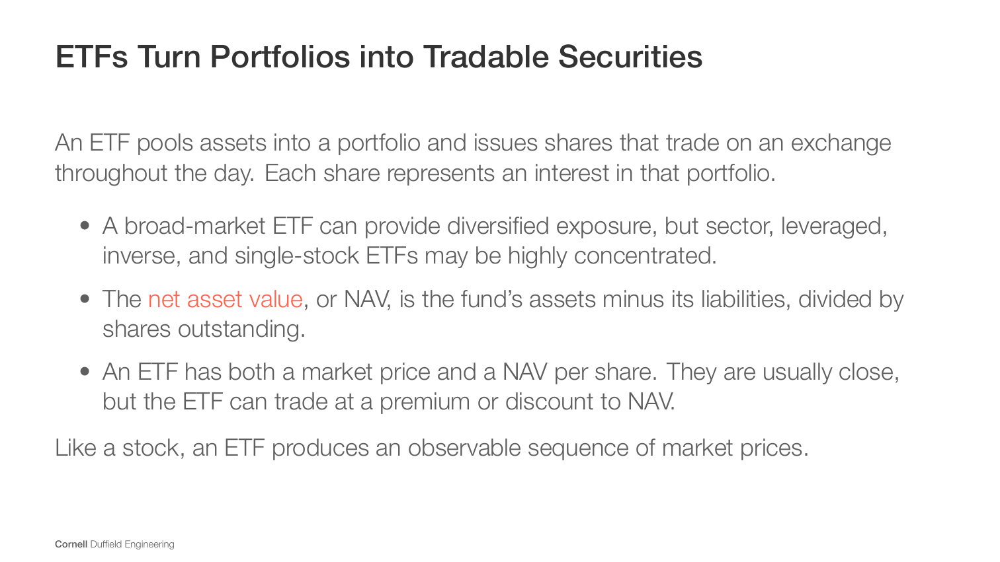 ETFs Turn Portfolios into Tradable Securities
An ETF pools assets into a portfolio and issues shares that trade on an exchange
throughout the day. Each share represents an interest in that portfolio.
• A broad-market ETF can provide diversified exposure, but sector, leveraged,
inverse, and single-stock ETFs may be highly concentrated.
• The net asset value, or NAV, is the fund's assets minus its liabilities, divided by
shares outstanding.
• An ETF has both a market price and a NAV per share. They are usually close,
but the ETF can trade at a premium or discount to NAV.
Like a stock, an ETF produces an observable sequence of market prices.
Cornell Duffield Engineering